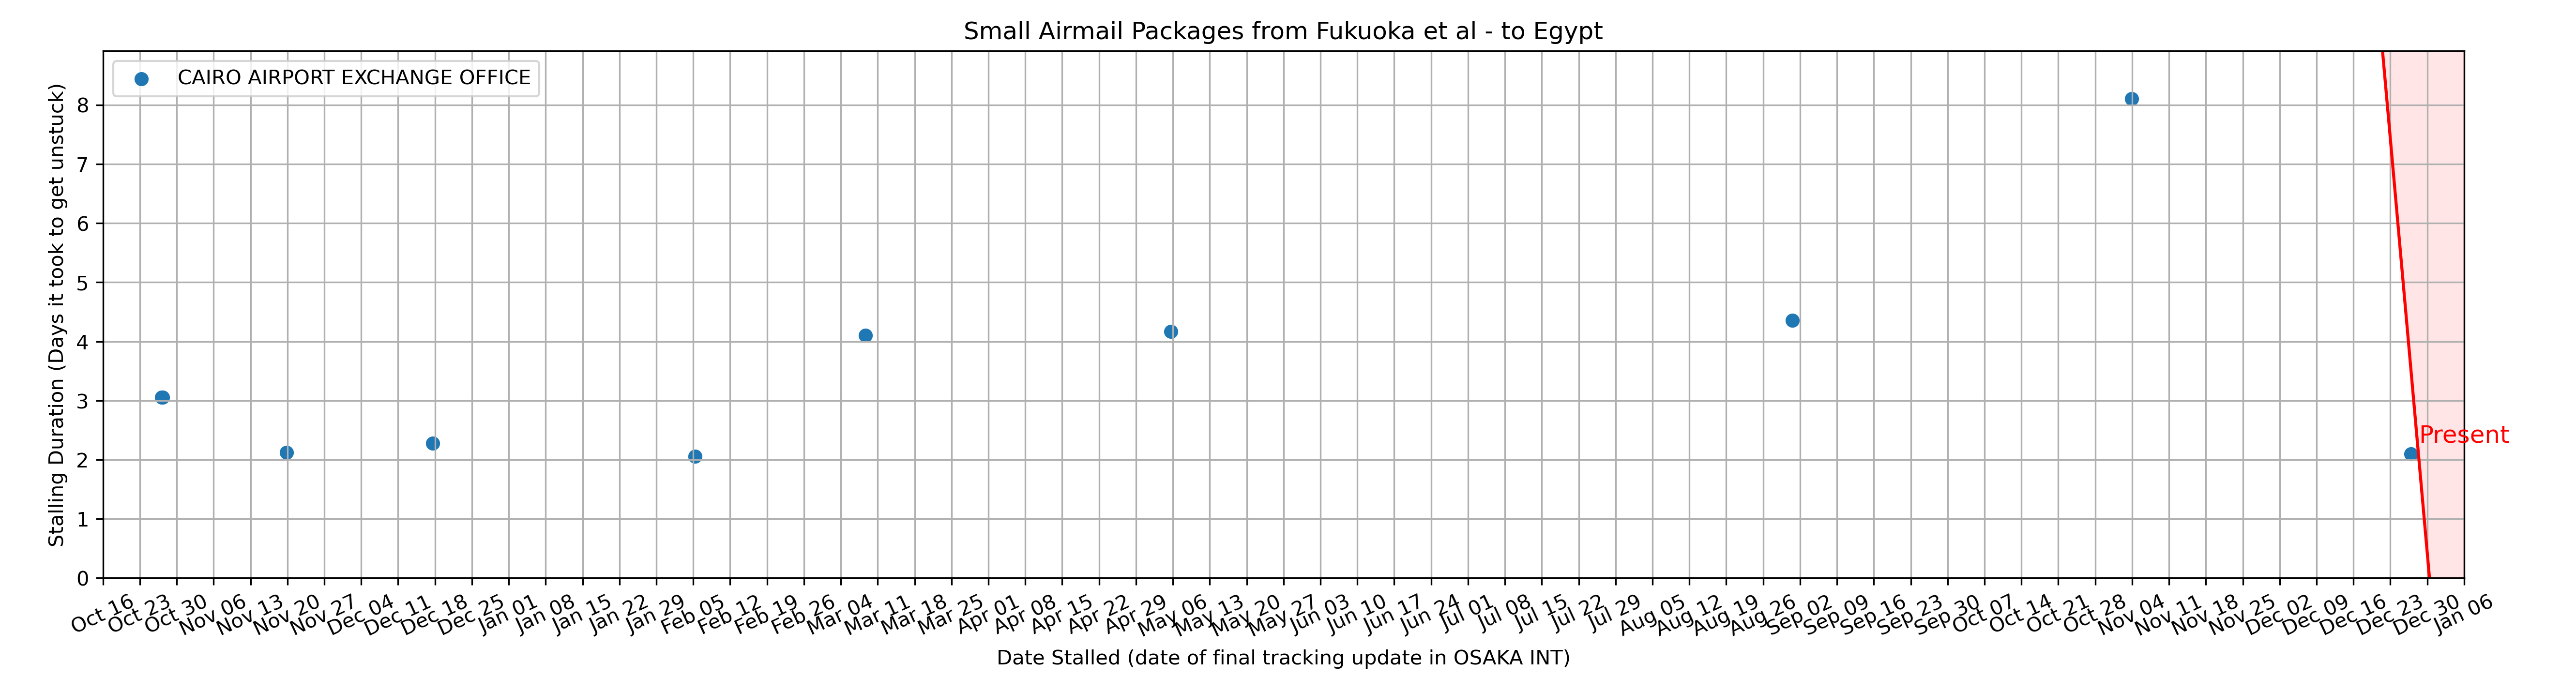 Small Airmail Packages from Fukuoka et al - to Egypt
CAIRO AIRPORT EXCHANGE OFFICE
Stalling Duration (Days it took to get unstuck)
8
7
6
5
4
3
2
1
0
Present
Oct 16
Oct 23
Oct 30
Nov 06
Nov 13
Nov 20
Nov 27
Dec 04
Dec 11
Dec 18
Dec 25
Jan 01
Jan 08
Jan 15
Jan 22
Jan 29
Feb 05
Feb 12
Feb 19
Feb 26
Mar 04
Mar 11
Mar 18
Mar 25
Apr 01
Apr 08
Apr 15
Apr 22
Apr 29
May 06
May 13
May 20
May 27
Jun 03
Jun 10
Jun 17
Jun 24
Jul 01
Jul 08
Jul 15
Jul 22
Jul 29
Aug 05
Aug 12
Aug 19
Aug 26
Sep 02
Sep 09
Sep 16
Sep 23
Sep 30
Oct 07
Oct 14
Oct 21
Oct 28
Nov 04
Nov 11
Nov 18
Nov 25
Dec 02
Dec 09
Dec 16
Dec 23
Dec 30
Jan 06
Date Stalled (date of final tracking update in OSAKA INT)